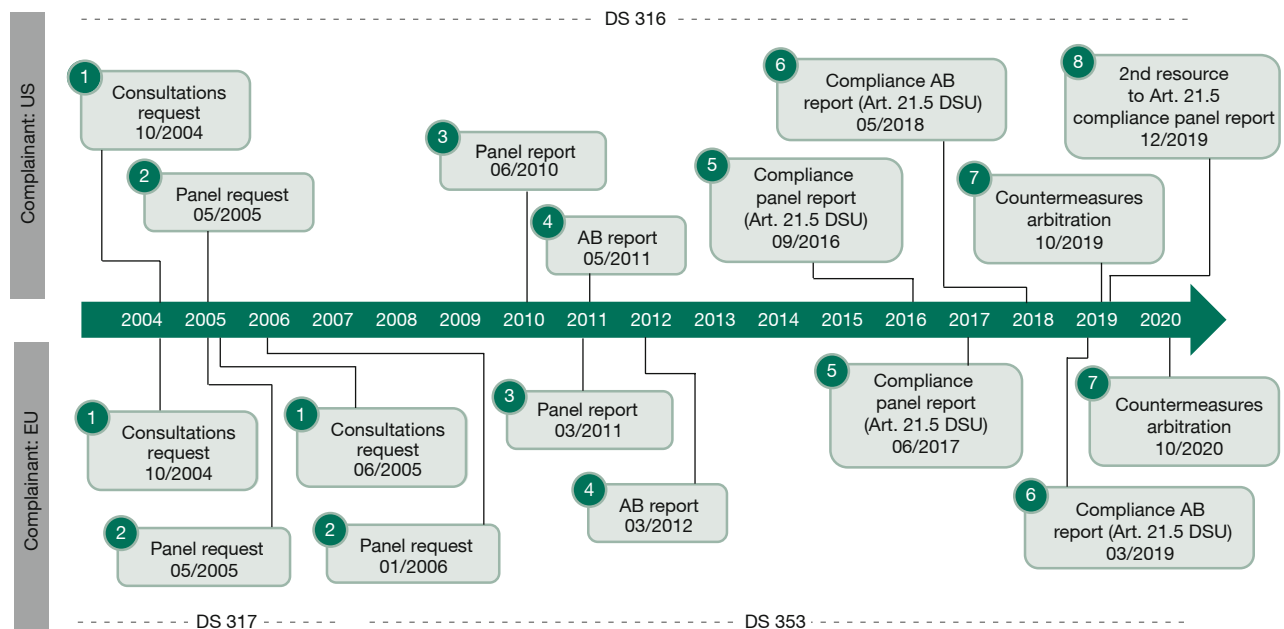 DS 316
Complainant: US
1
Consultations
request
10/2004
2
Panel request
05/2005
3
Panel report
06/2010
4
AB report
05/2011
5
Compliance
panel report
(Art. 21.5 DSU)
09/2016
6
Compliance AB
report (Art. 21.5 DSU)
05/2018
7
Countermeasures
arbitration
10/2019
8
2nd resource
to Art. 21.5
compliance panel report
12/2019
2004 2005 2006 2007 2008 2009 2010 2011 2012 2013 2014 2015 2016 2017 2018 2019 2020
Complainant: EU
1
Consultations
request
10/2004
2
Panel request
05/2005
1
Consultations
request
06/2005
2
Panel request
01/2006
3
Panel report
03/2011
4
AB report
03/2012
5
Compliance
panel report
(Art. 21.5 DSU)
06/2017
6
Compliance AB
report (Art. 21.5 DSU)
03/2019
7
Countermeasures
arbitration
10/2020
DS 317
DS 353